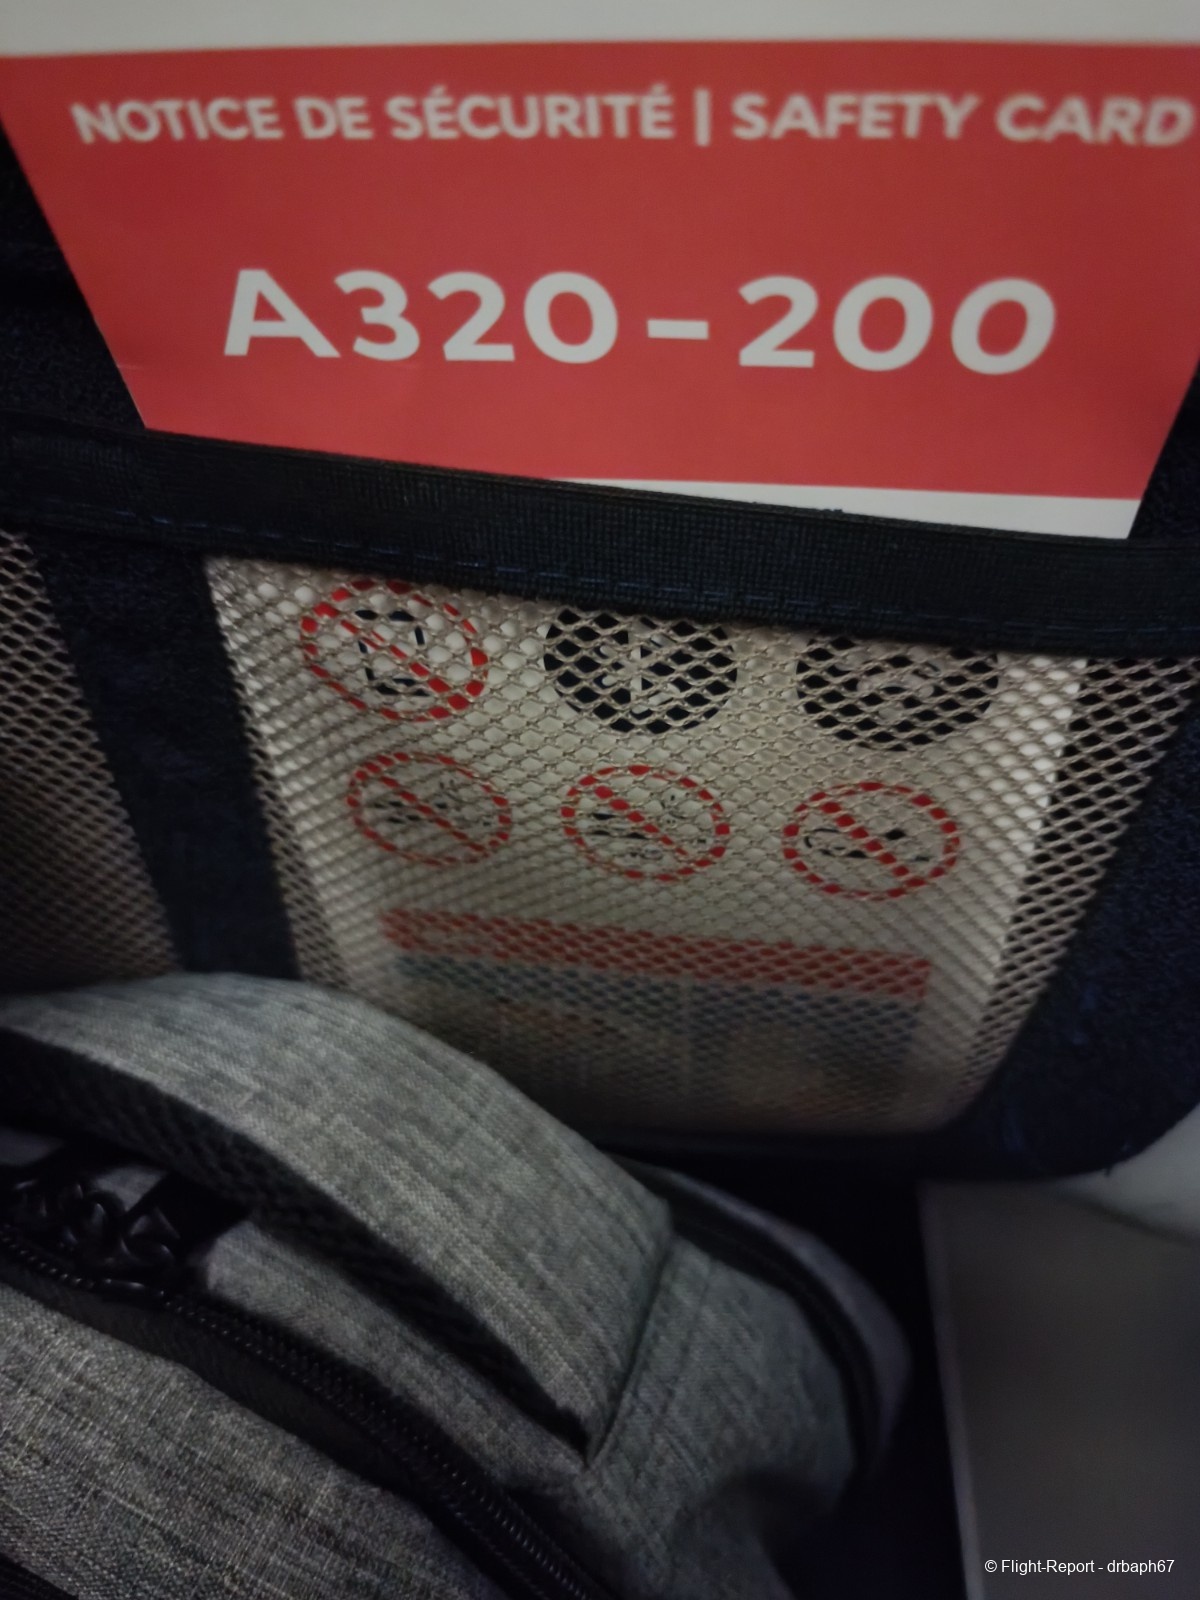 NOTICE DE SÉCURITÉ | SAFETY CARD
A320-200
© Flight-Report - drbaph67